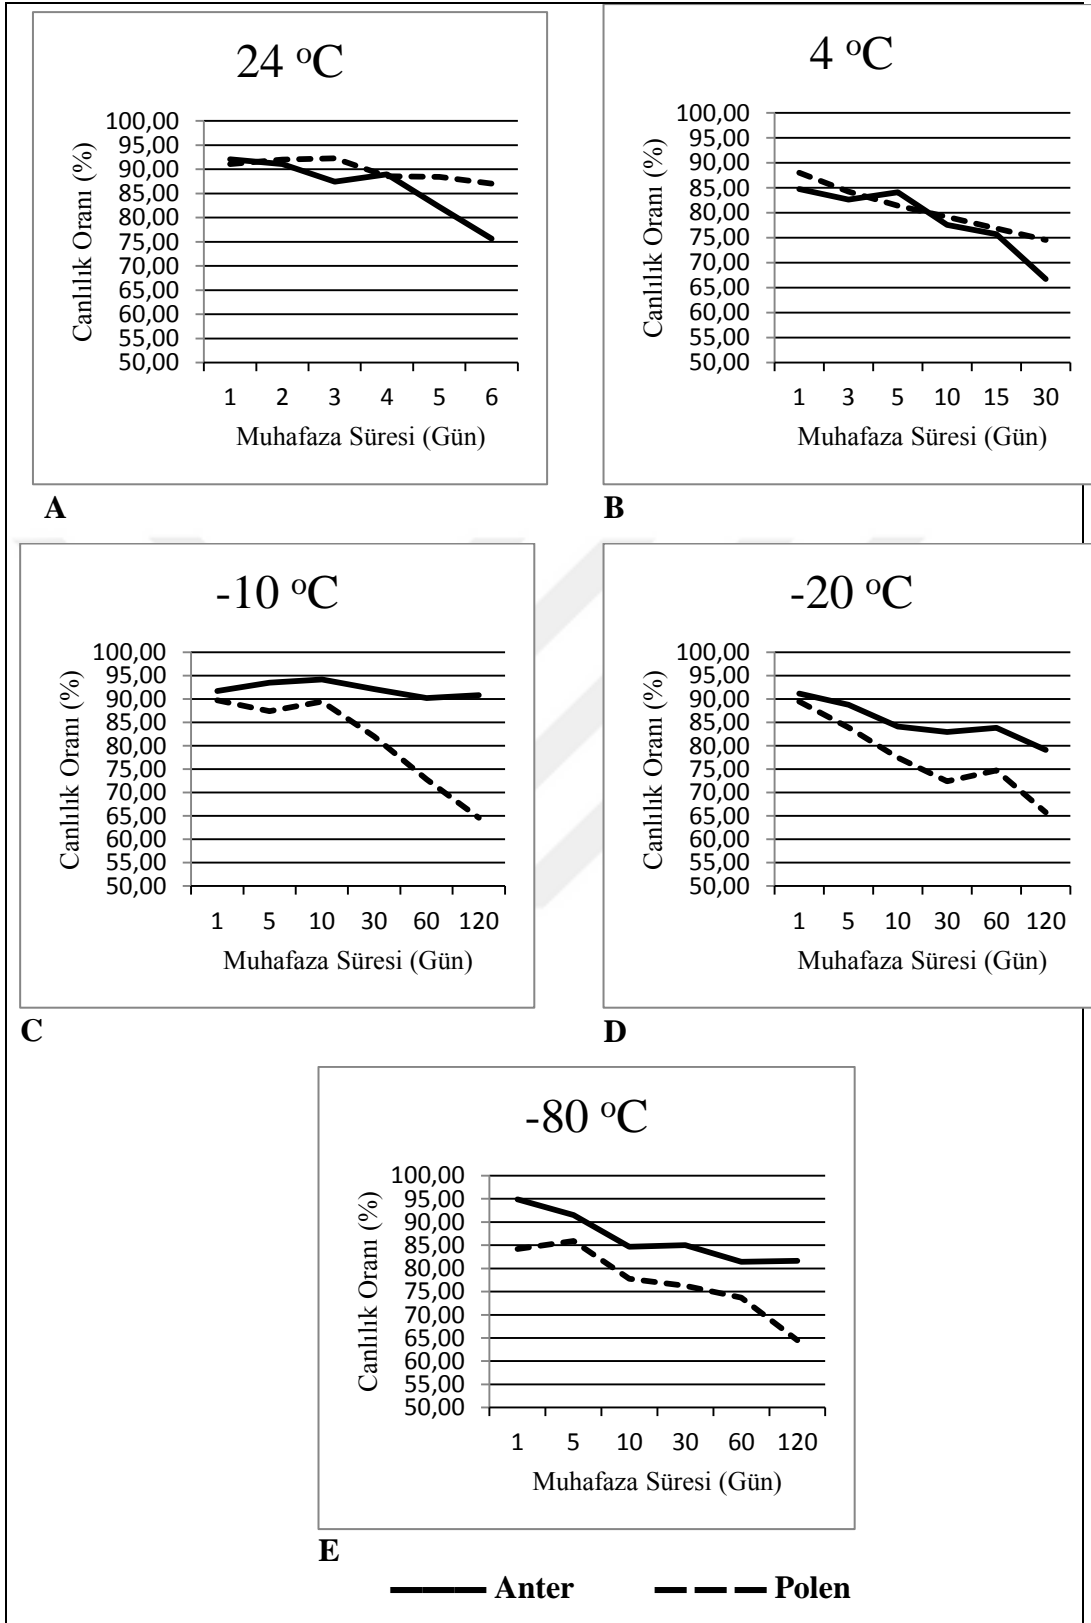 24 ºC
100,00
95,00
90,00
85,00
80,00
75,00
70,00
65,00
60,00
55,00
50,00
Canlılık Oranı (%)
1 2 3 4 5 6
Muhafaza Süresi (Gün)
A
4 ºC
100,00
95,00
90,00
85,00
80,00
75,00
70,00
65,00
60,00
55,00
50,00
Canlılık Oranı (%)
1 3 5 10 15 30
Muhafaza Süresi (Gün)
B
-10 ºC
100,00
95,00
90,00
85,00
80,00
75,00
70,00
65,00
60,00
55,00
50,00
Canlılık Oranı (%)
1 5 10 30 60 120
Muhafaza Süresi (Gün)
C
-20 ºC
100,00
95,00
90,00
85,00
80,00
75,00
70,00
65,00
60,00
55,00
50,00
Canlılık Oranı (%)
1 5 10 30 60 120
Muhafaza Süresi (Gün)
D
-80 ºC
100,00
95,00
90,00
85,00
80,00
75,00
70,00
65,00
60,00
55,00
50,00
Canlılık Oranı (%)
1 5 10 30 60 120
Muhafaza Süresi (Gün)
E
Anter Polen